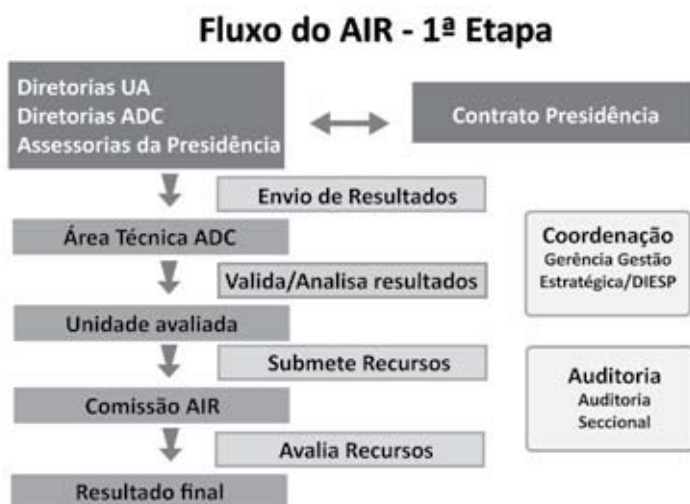 Fluxo do AIR - 1ª Etapa
Diretorias UA
Diretorias ADC
Assessorias da Presidência
Contrato Presidência
Envio de Resultados
Área Técnica ADC
Valida/Analisa resultados
Unidade avaliada
Submete Recursos
Comissão AIR
Avalia Recursos
Resultado final
Coordenação
Gerência Gestão
Estratégica/DIESP
Auditoria
Auditoria
Seccional